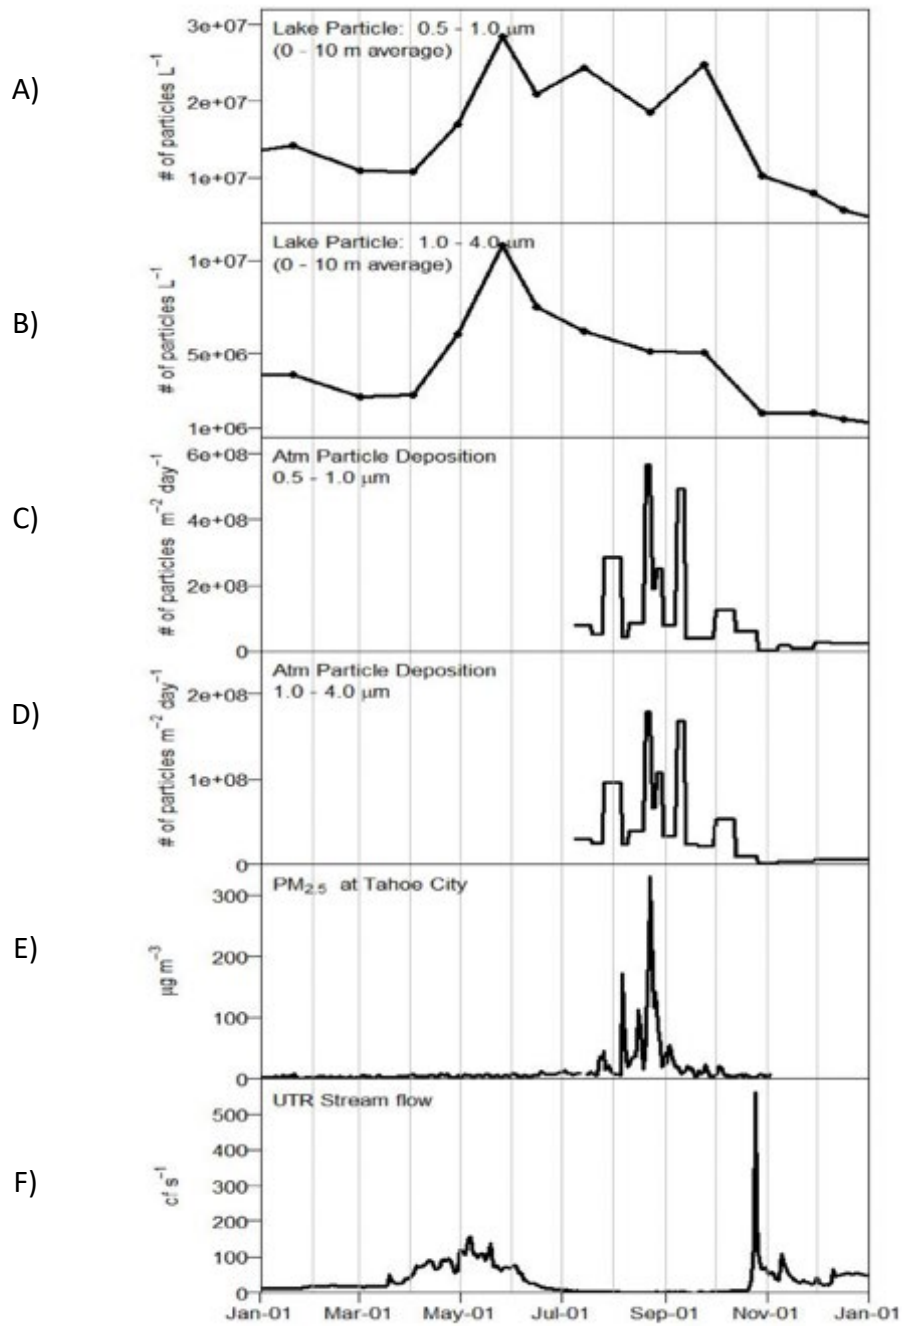 A)
Lake Particle: 0.5 - 1.0 μm
(0 - 10 m average)
# of particles L⁻¹
3e+07
2e+07
1e+07
B)
Lake Particle: 1.0 - 4.0 μm
(0 - 10 m average)
# of particles L⁻¹
1e+07
5e+06
1e+06
C)
Atm Particle Deposition
0.5 - 1.0 μm
# of particles m⁻² day⁻¹
6e+08
4e+08
2e+08
0
D)
Atm Particle Deposition
1.0 - 4.0 μm
# of particles m⁻² day⁻¹
2e+08
1e+08
0
E)
PM₂.₅ at Tahoe City
μg m⁻³
300
200
100
0
F)
UTR Stream flow
cf s⁻¹
500
400
300
200
100
0
Jan-01 Mar-01 May-01 Jul-01 Sep-01 Nov-01 Jan-01